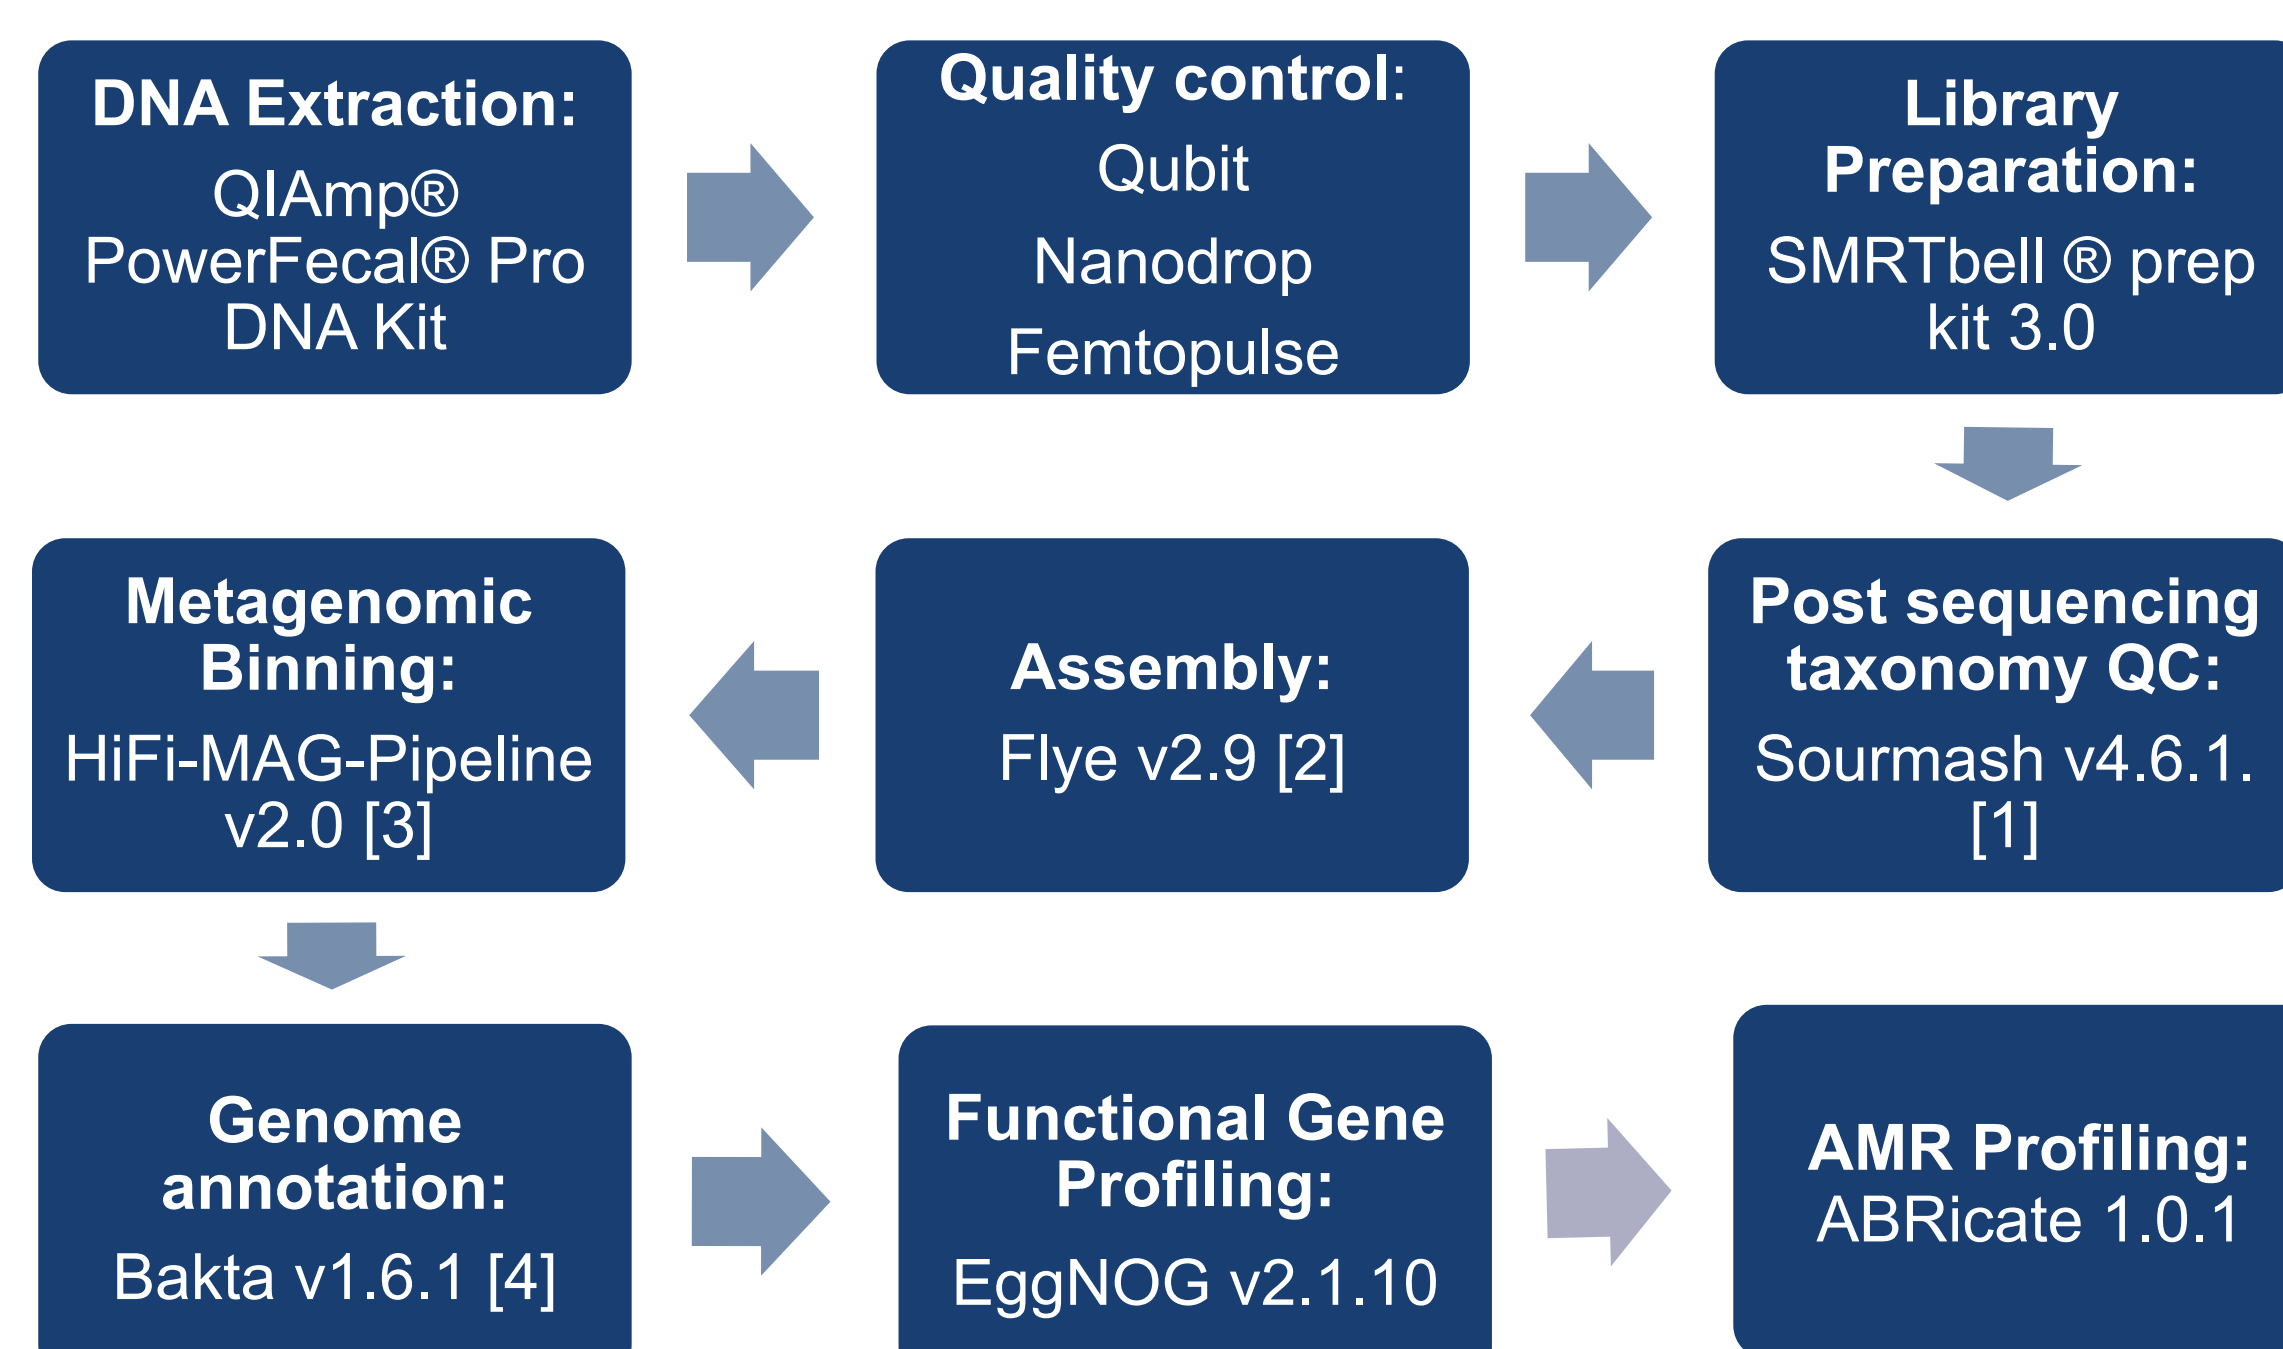 DNA Extraction:
QIAmp®
PowerFecal® Pro
DNA Kit
Quality control:
Qubit
Nanodrop
Femtopulse
Library
Preparation:
SMRTbell ® prep
kit 3.0
Post sequencing
taxonomy QC:
Sourmash v4.6.1.
[1]
Assembly:
Flye v2.9 [2]
Metagenomic
Binning:
HiFi-MAG-Pipeline
v2.0 [3]
Genome
annotation:
Bakta v1.6.1 [4]
Functional Gene
Profiling:
EggNOG v2.1.10
AMR Profiling:
ABRicate 1.0.1